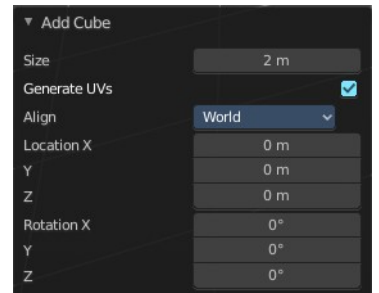 Add Cube
Size 2 m
Generate UVs
Align World
Location X 0 m
Y 0 m
Z 0 m
Rotation X 0°
Y 0°
Z 0°